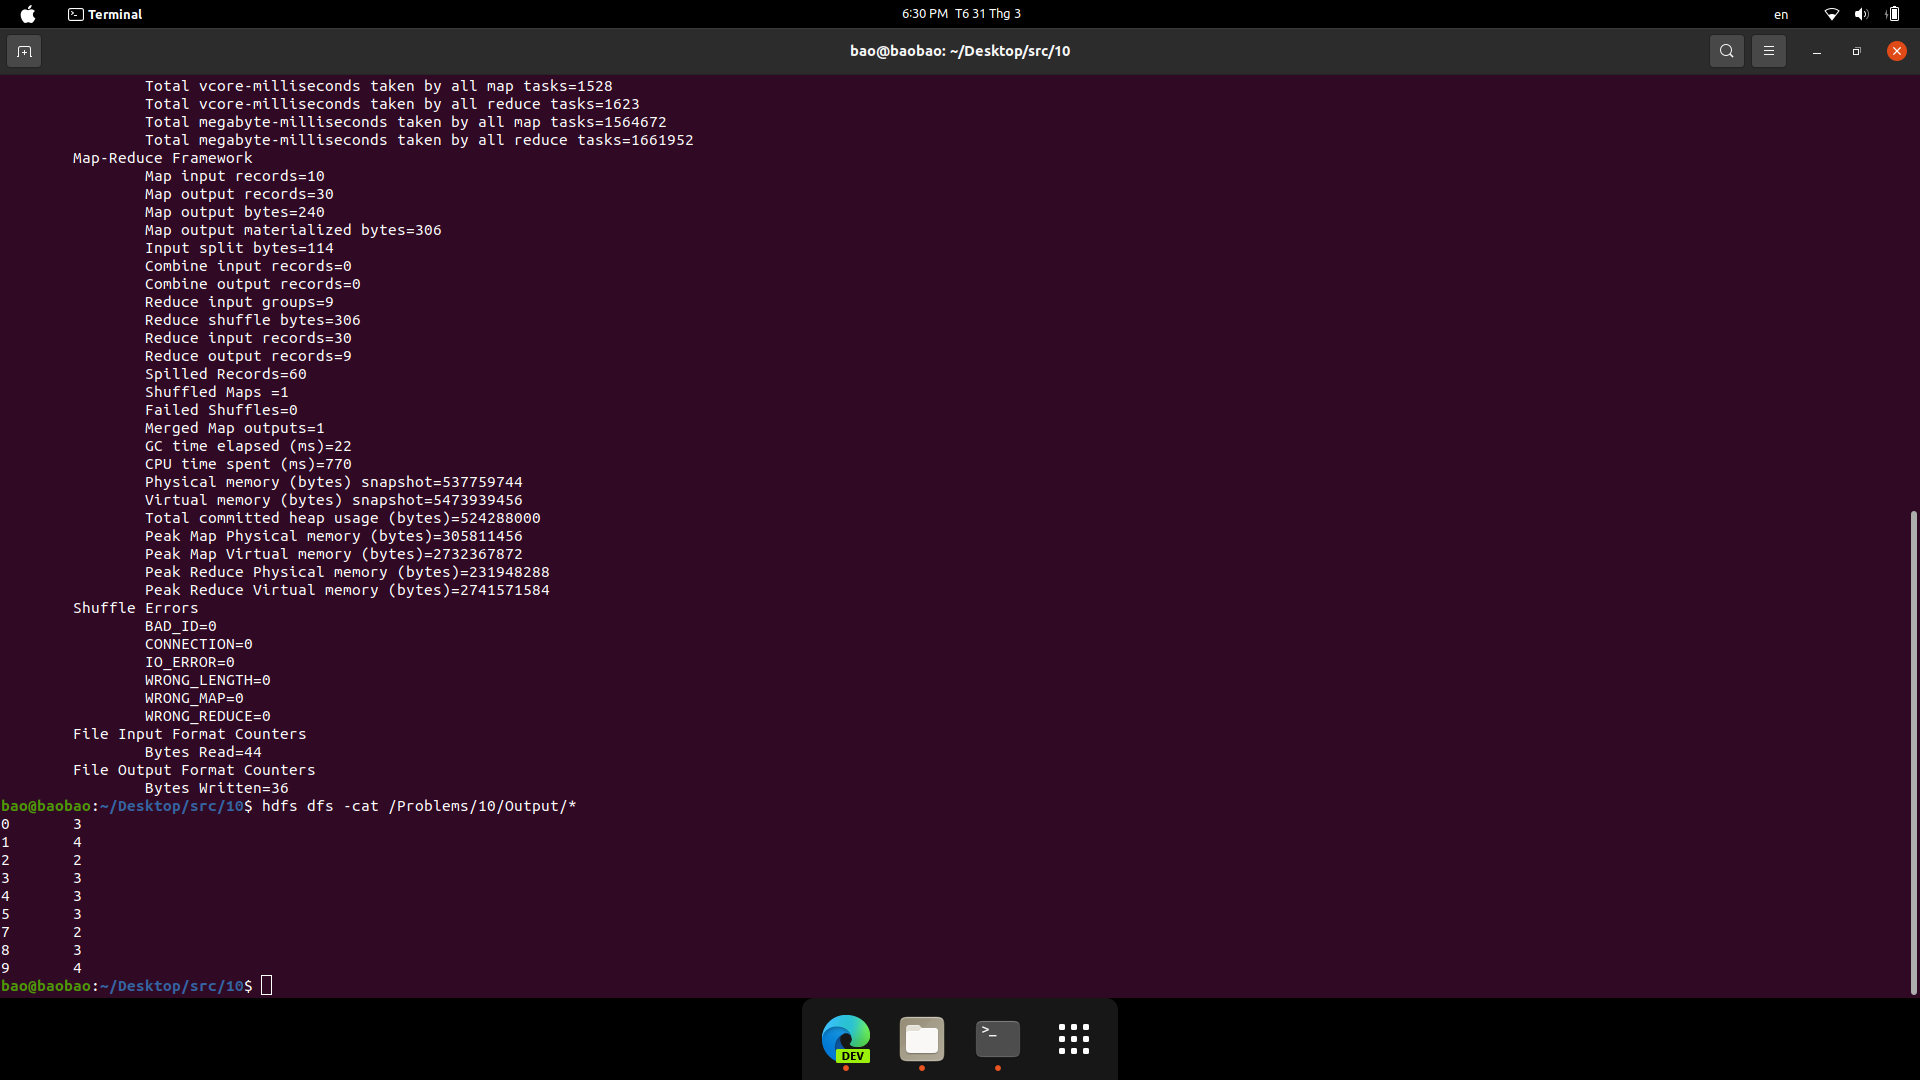 Terminal
6:30 PM T6 31 Thg 3
en
bao@baobao: ~/Desktop/src/10
Total vcore-milliseconds taken by all map tasks=1528
Total vcore-milliseconds taken by all reduce tasks=1623
Total megabyte-milliseconds taken by all map tasks=1564672
Total megabyte-milliseconds taken by all reduce tasks=1661952
Map-Reduce Framework
Map input records=10
Map output records=30
Map output bytes=240
Map output materialized bytes=306
Input split bytes=114
Combine input records=0
Combine output records=0
Reduce input groups=9
Reduce shuffle bytes=306
Reduce input records=30
Reduce output records=9
Spilled Records=60
Shuffled Maps =1
Failed Shuffles=0
Merged Map outputs=1
GC time elapsed (ms)=22
CPU time spent (ms)=770
Physical memory (bytes) snapshot=537759744
Virtual memory (bytes) snapshot=5473939456
Total committed heap usage (bytes)=524288000
Peak Map Physical memory (bytes)=305811456
Peak Map Virtual memory (bytes)=2732367872
Peak Reduce Physical memory (bytes)=231948288
Peak Reduce Virtual memory (bytes)=2741571584
Shuffle Errors
BAD_ID=0
CONNECTION=0
IO_ERROR=0
WRONG_LENGTH=0
WRONG_MAP=0
WRONG_REDUCE=0
File Input Format Counters
Bytes Read=44
File Output Format Counters
Bytes Written=36
bao@baobao:~/Desktop/src/10$ hdfs dfs -cat /Problems/10/Output/*
0 3
1 4
2 2
3 3
4 3
5 3
7 2
8 3
9 4
bao@baobao:~/Desktop/src/10$
DEV